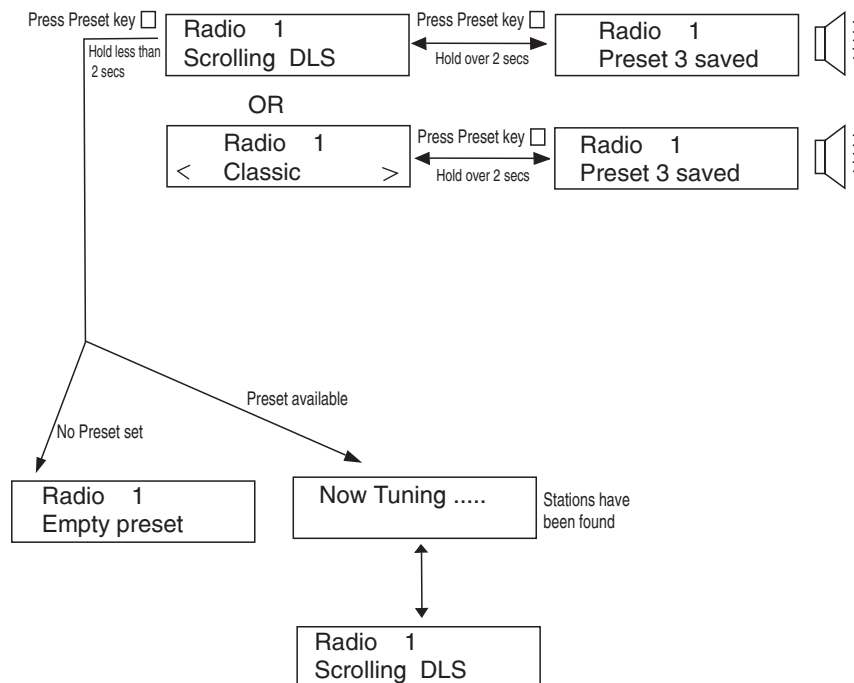 Press Preset key
Hold less than
2 secs
Radio 1
Scrolling DLS
Press Preset key
Hold over 2 secs
Radio 1
Preset 3 saved
OR
Radio 1
< Classic >
Press Preset key
Hold over 2 secs
Radio 1
Preset 3 saved
Preset available
No Preset set
Radio 1
Empty preset
Now Tuning .....
Stations have
been found
Radio 1
Scrolling DLS